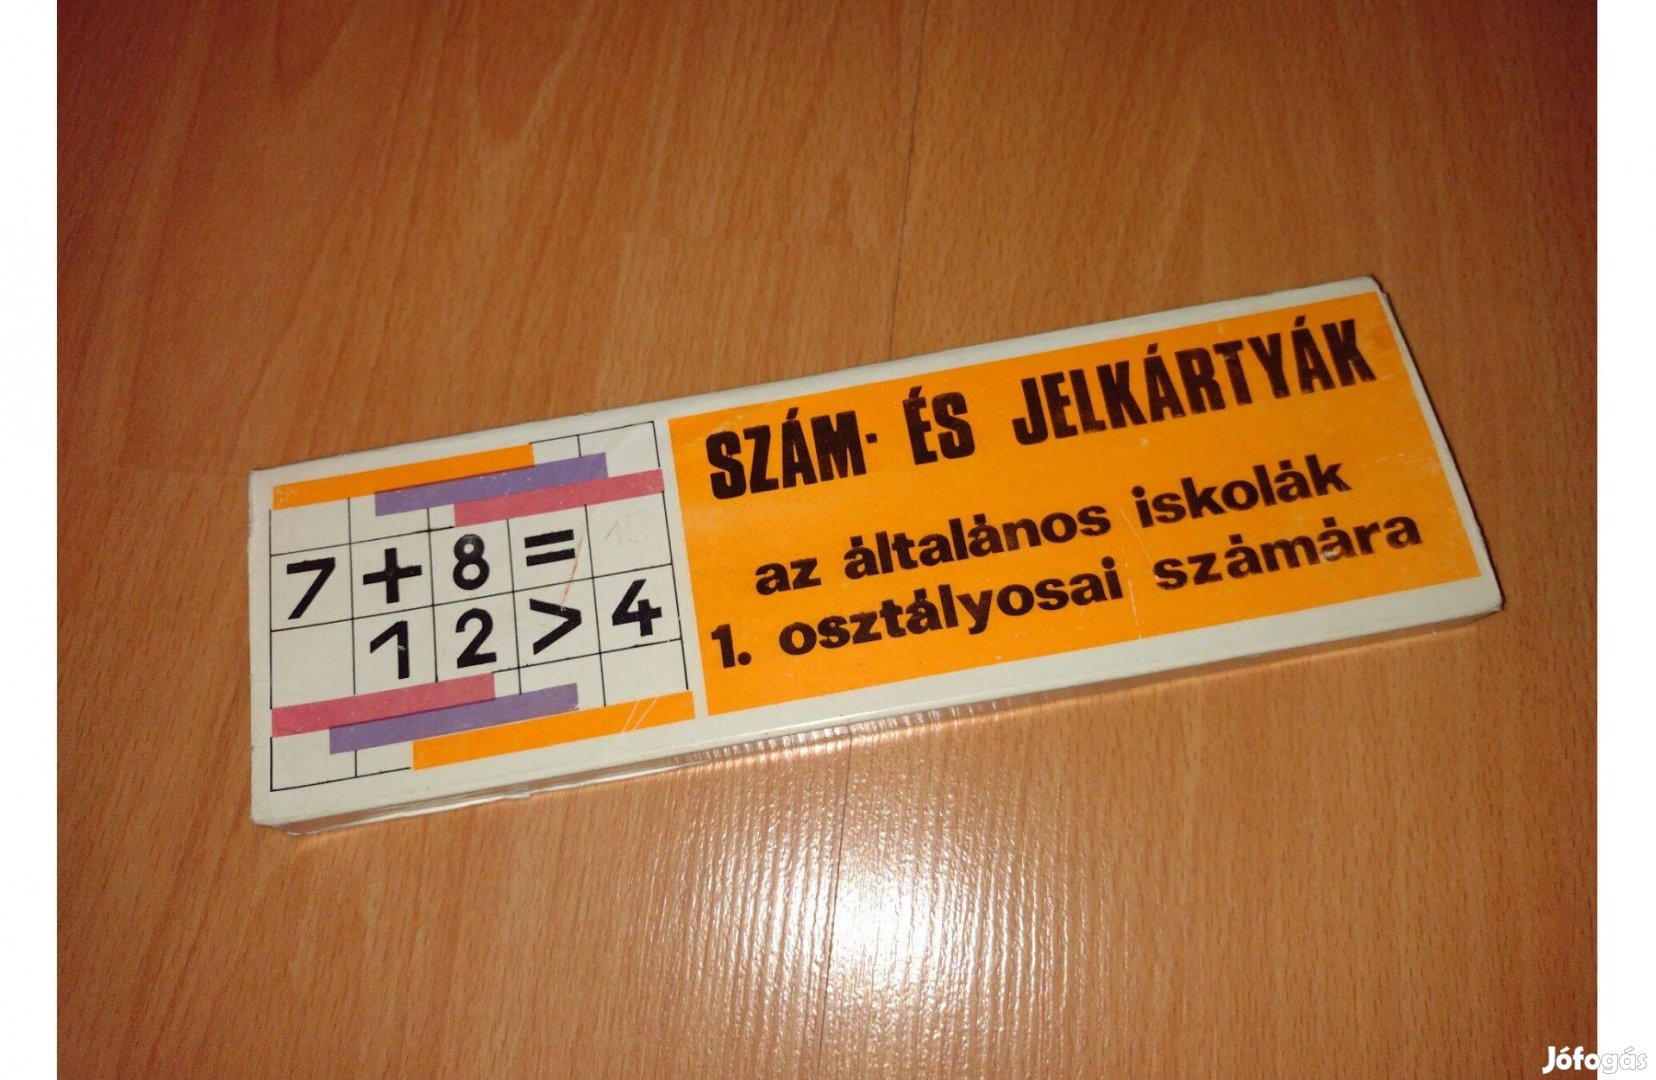 SZÁM- ÉS JELKÁRTYÁK
az általános iskolák
1. osztályosai számára
7 + 8 = 15
12 > 4
Jófogás